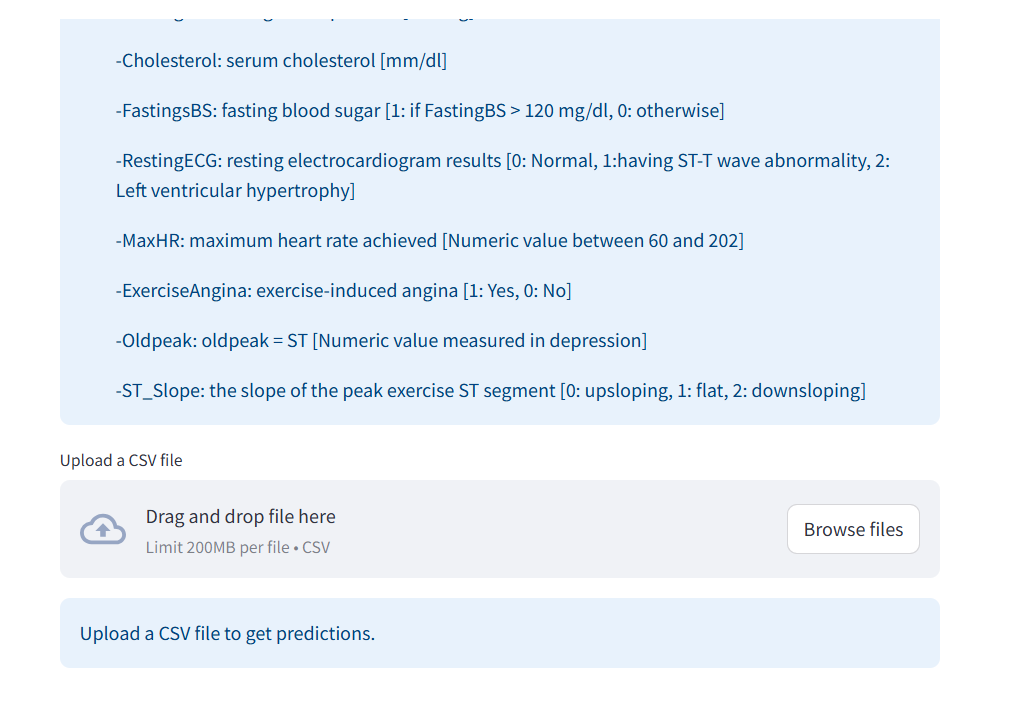 -Cholesterol: serum cholesterol [mm/dl]
-FastingsBS: fasting blood sugar [1: if FastingBS > 120 mg/dl, 0: otherwise]
-RestingECG: resting electrocardiogram results [0: Normal, 1:having ST-T wave abnormality, 2:
Left ventricular hypertrophy]
-MaxHR: maximum heart rate achieved [Numeric value between 60 and 202]
-ExerciseAngina: exercise-induced angina [1: Yes, 0: No]
-Oldpeak: oldpeak = ST [Numeric value measured in depression]
-ST_Slope: the slope of the peak exercise ST segment [0: upsloping, 1: flat, 2: downsloping]
Upload a CSV file
Drag and drop file here
Limit 200MB per file • CSV
Browse files
Upload a CSV file to get predictions.